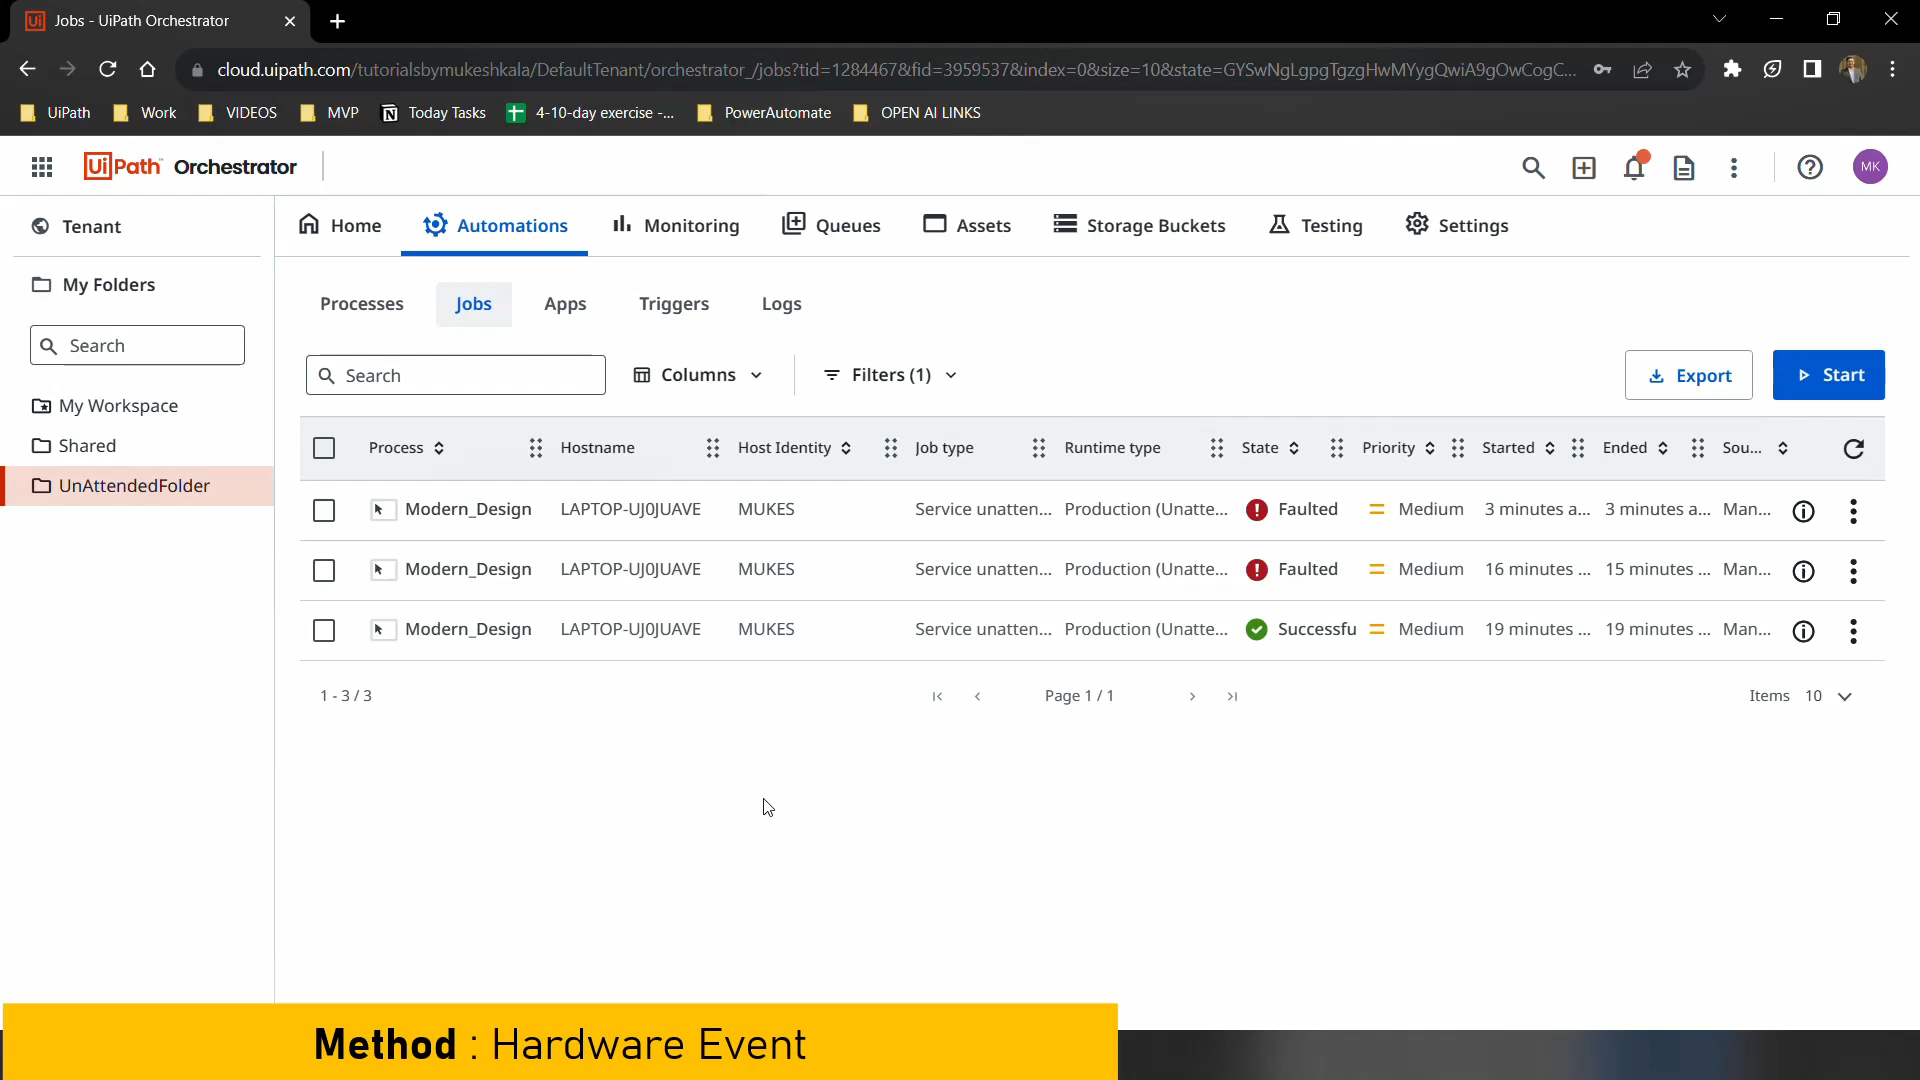 Jobs - UiPath Orchestrator
cloud.uipath.com/tutorialsbymukeshkala/DefaultTenant/orchestrator_/jobs?tid=1284467&fid=3959537&index=0&size=10&state=GYSwNgLgpgTgzgHwMYygQwiA9gOwCogC...
UiPath Work VIDEOS MVP Today Tasks 4-10-day exercise -... PowerAutomate OPEN AI LINKS
UiPath Orchestrator MK
Tenant
My Folders
Search
My Workspace
Shared
UnAttendedFolder
Home Automations Monitoring Queues Assets Storage Buckets Testing Settings
Processes Jobs Apps Triggers Logs
Search Columns Filters (1) Export Start
Process Hostname Host Identity Job type Runtime type State Priority Started Ended Sou...
Modern_Design LAPTOP-UJ0JUAVE MUKES Service unatten... Production (Unatte... Faulted Medium 3 minutes a... 3 minutes a... Man...
Modern_Design LAPTOP-UJ0JUAVE MUKES Service unatten... Production (Unatte... Faulted Medium 16 minutes ... 15 minutes ... Man...
Modern_Design LAPTOP-UJ0JUAVE MUKES Service unatten... Production (Unatte... Successfu Medium 19 minutes ... 19 minutes ... Man...
1 - 3 / 3 Page 1 / 1 Items 10
Method : Hardware Event